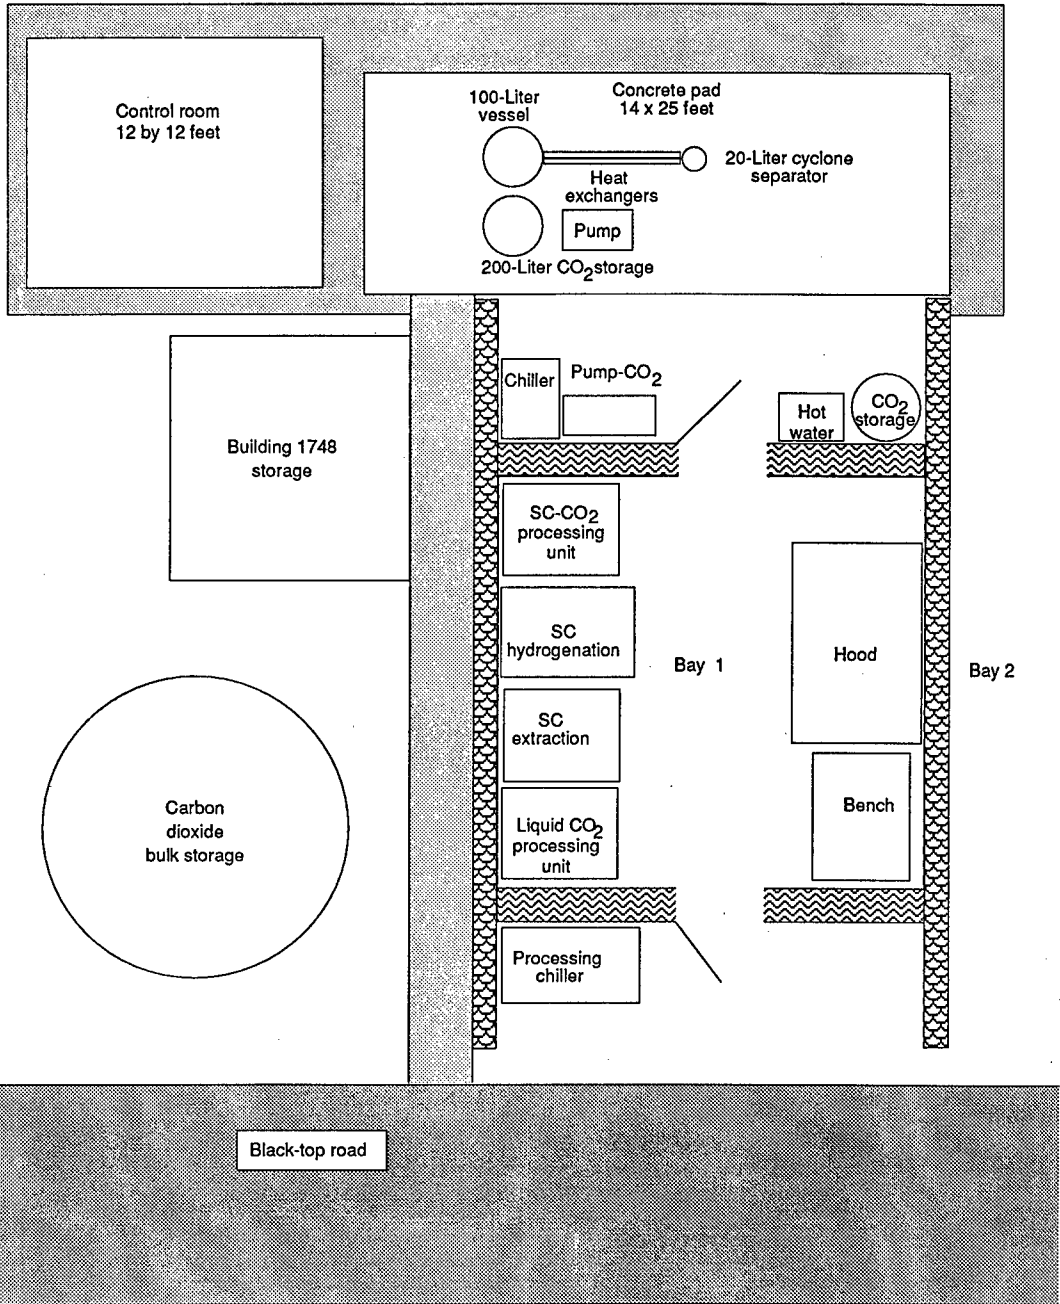 Control room
12 by 12 feet
100-Liter
vessel
Concrete pad
14 x 25 feet
20-Liter cyclone
separator
Heat
exchangers
Pump
200-Liter CO2 storage
Chiller
Pump-CO2
Hot
water
CO2
storage
Building 1748
storage
SC-CO2
processing
unit
SC
hydrogenation
Bay 1
Hood
Bay 2
SC
extraction
Carbon
dioxide
bulk storage
Liquid CO2
processing
unit
Bench
Processing
chiller
Black-top road